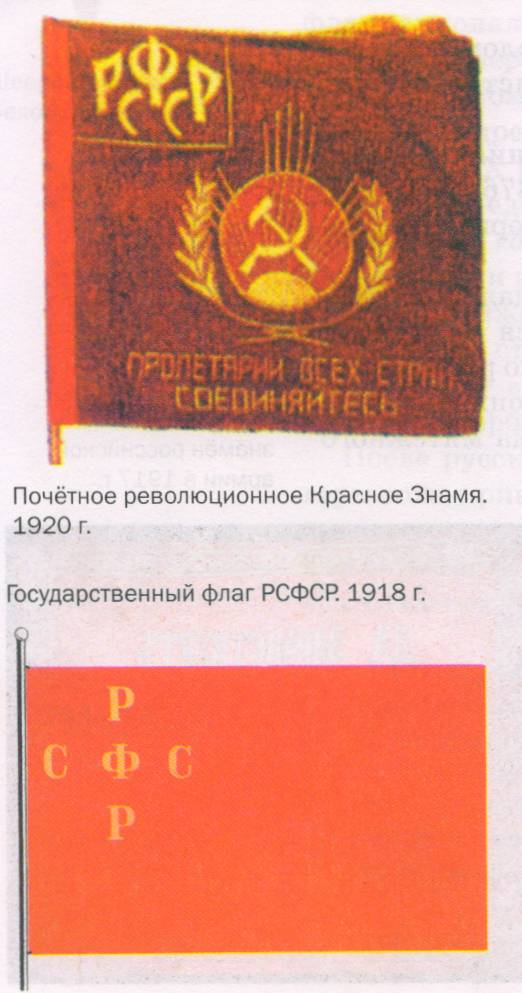 РСФСР
ПРОЛЕТАРИИ ВСЕХ СТРАН
СОЕДИНЯЙТЕСЬ
Почётное революционное Красное Знамя.
1920 г.
Государственный флаг РСФСР. 1918 г.
Р
С Ф С
Р